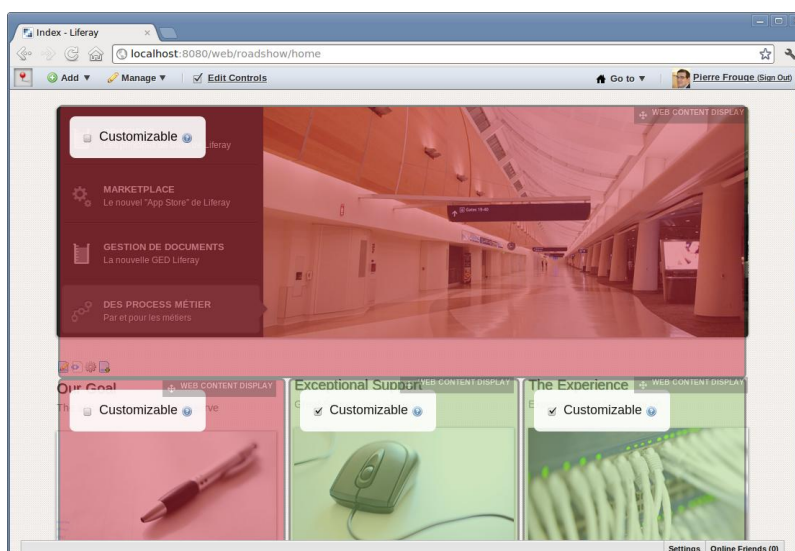 Index - Liferay
localhost:8080/web/roadshow/home
Add Manage Edit Controls Go to Pierre Frouge (Sign Out)
WEB CONTENT DISPLAY
Customizable
Liferay
MARKETPLACE
Le nouvel "App Store" de Liferay
GESTION DE DOCUMENTS
La nouvelle GED Liferay
DES PROCESS MÉTIER
Par et pour les métiers
Our Goal WEB CONTENT DISPLAY
Customizable
Exceptional Support WEB CONTENT DISPLAY
Customizable
The Experience WEB CONTENT DISPLAY
Customizable
Settings Online Friends (0)